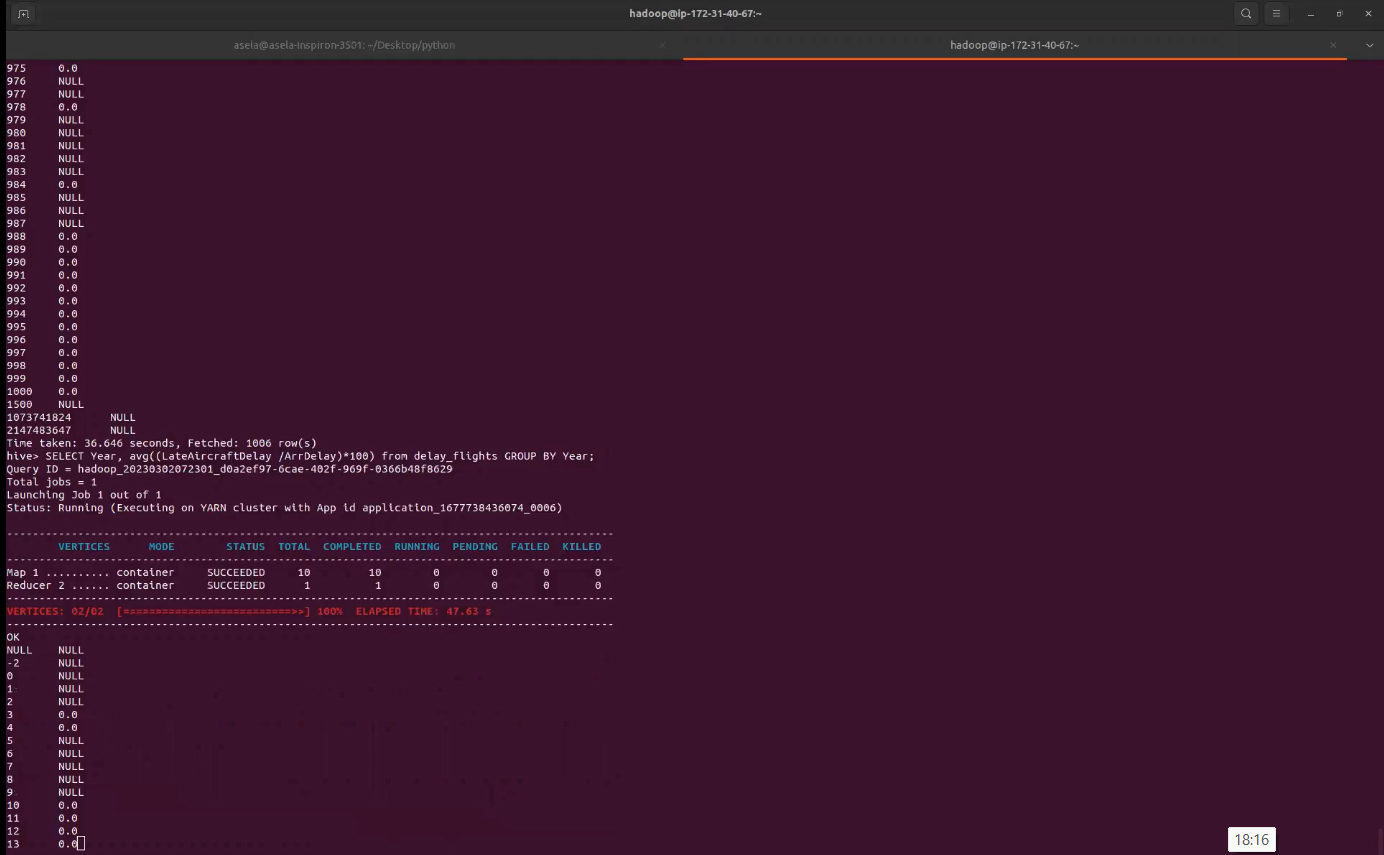 hadoop@ip-172-31-40-67:~
asela@asela-Inspiron-3501: ~/Desktop/python
hadoop@ip-172-31-40-67:~
975 0.0
976 NULL
977 NULL
978 0.0
979 NULL
980 NULL
981 NULL
982 NULL
983 NULL
984 0.0
985 NULL
986 NULL
987 NULL
988 0.0
989 0.0
990 0.0
991 0.0
992 0.0
993 0.0
994 0.0
995 0.0
996 0.0
997 0.0
998 0.0
999 0.0
1000 0.0
1500 NULL
1073741824 NULL
2147483647 NULL
Time taken: 36.646 seconds, Fetched: 1006 row(s)
hive> SELECT Year, avg((LateAircraftDelay /ArrDelay)*100) from delay_flights GROUP BY Year;
Query ID = hadoop_20230302072301_d0a2ef97-6cae-402f-969f-0366b48f8629
Total jobs = 1
Launching Job 1 out of 1
Status: Running (Executing on YARN cluster with App id application_1677738436074_0006)
----------------------------------------------------------------------------------------------
VERTICES MODE STATUS TOTAL COMPLETED RUNNING PENDING FAILED KILLED
----------------------------------------------------------------------------------------------
Map 1 .......... container SUCCEEDED 10 10 0 0 0 0
Reducer 2 ...... container SUCCEEDED 1 1 0 0 0 0
----------------------------------------------------------------------------------------------
VERTICES: 02/02 [==========================>>] 100% ELAPSED TIME: 47.63 s
----------------------------------------------------------------------------------------------
OK
NULL NULL
-2 NULL
0 NULL
1 NULL
2 NULL
3 0.0
4 0.0
5 NULL
6 NULL
7 NULL
8 NULL
9 NULL
10 0.0
11 0.0
12 0.0
13 0.0
18:16